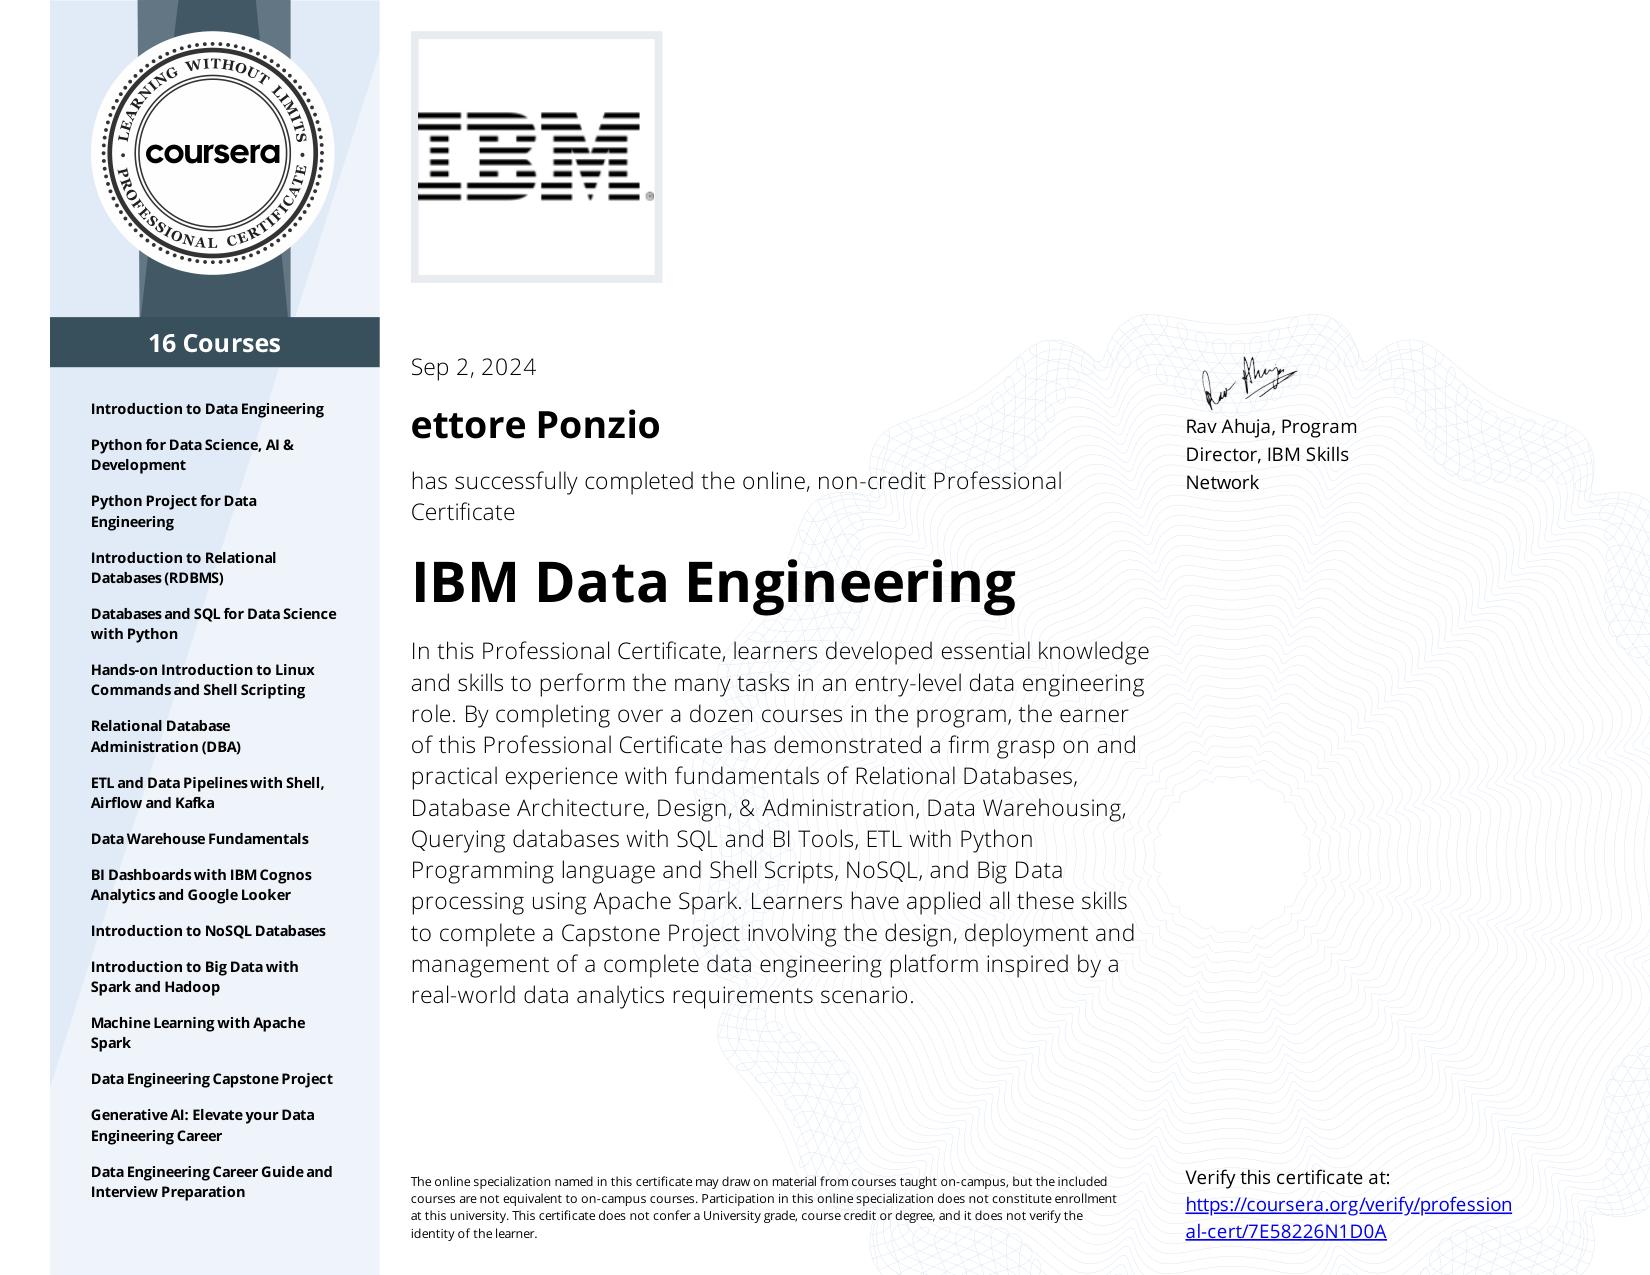 LEARNING WITHOUT LIMITS
coursera
PROFESSIONAL CERTIFICATE
16 Courses
Introduction to Data Engineering
Python for Data Science, AI &
Development
Python Project for Data
Engineering
Introduction to Relational
Databases (RDBMS)
Databases and SQL for Data Science
with Python
Hands-on Introduction to Linux
Commands and Shell Scripting
Relational Database
Administration (DBA)
ETL and Data Pipelines with Shell,
Airflow and Kafka
Data Warehouse Fundamentals
BI Dashboards with IBM Cognos
Analytics and Google Looker
Introduction to NoSQL Databases
Introduction to Big Data with
Spark and Hadoop
Machine Learning with Apache
Spark
Data Engineering Capstone Project
Generative AI: Elevate your Data
Engineering Career
Data Engineering Career Guide and
Interview Preparation
IBM®
Sep 2, 2024
ettore Ponzio
has successfully completed the online, non-credit Professional
Certificate
IBM Data Engineering
In this Professional Certificate, learners developed essential knowledge
and skills to perform the many tasks in an entry-level data engineering
role. By completing over a dozen courses in the program, the earner
of this Professional Certificate has demonstrated a firm grasp on and
practical experience with fundamentals of Relational Databases,
Database Architecture, Design, & Administration, Data Warehousing,
Querying databases with SQL and BI Tools, ETL with Python
Programming language and Shell Scripts, NoSQL, and Big Data
processing using Apache Spark. Learners have applied all these skills
to complete a Capstone Project involving the design, deployment and
management of a complete data engineering platform inspired by a
real-world data analytics requirements scenario.
The online specialization named in this certificate may draw on material from courses taught on-campus, but the included
courses are not equivalent to on-campus courses. Participation in this online specialization does not constitute enrollment
at this university. This certificate does not confer a University grade, course credit or degree, and it does not verify the
identity of the learner.
Rav Ahuja
Rav Ahuja, Program
Director, IBM Skills
Network
Verify this certificate at:
https://coursera.org/verify/profession
al-cert/7E58226N1D0A